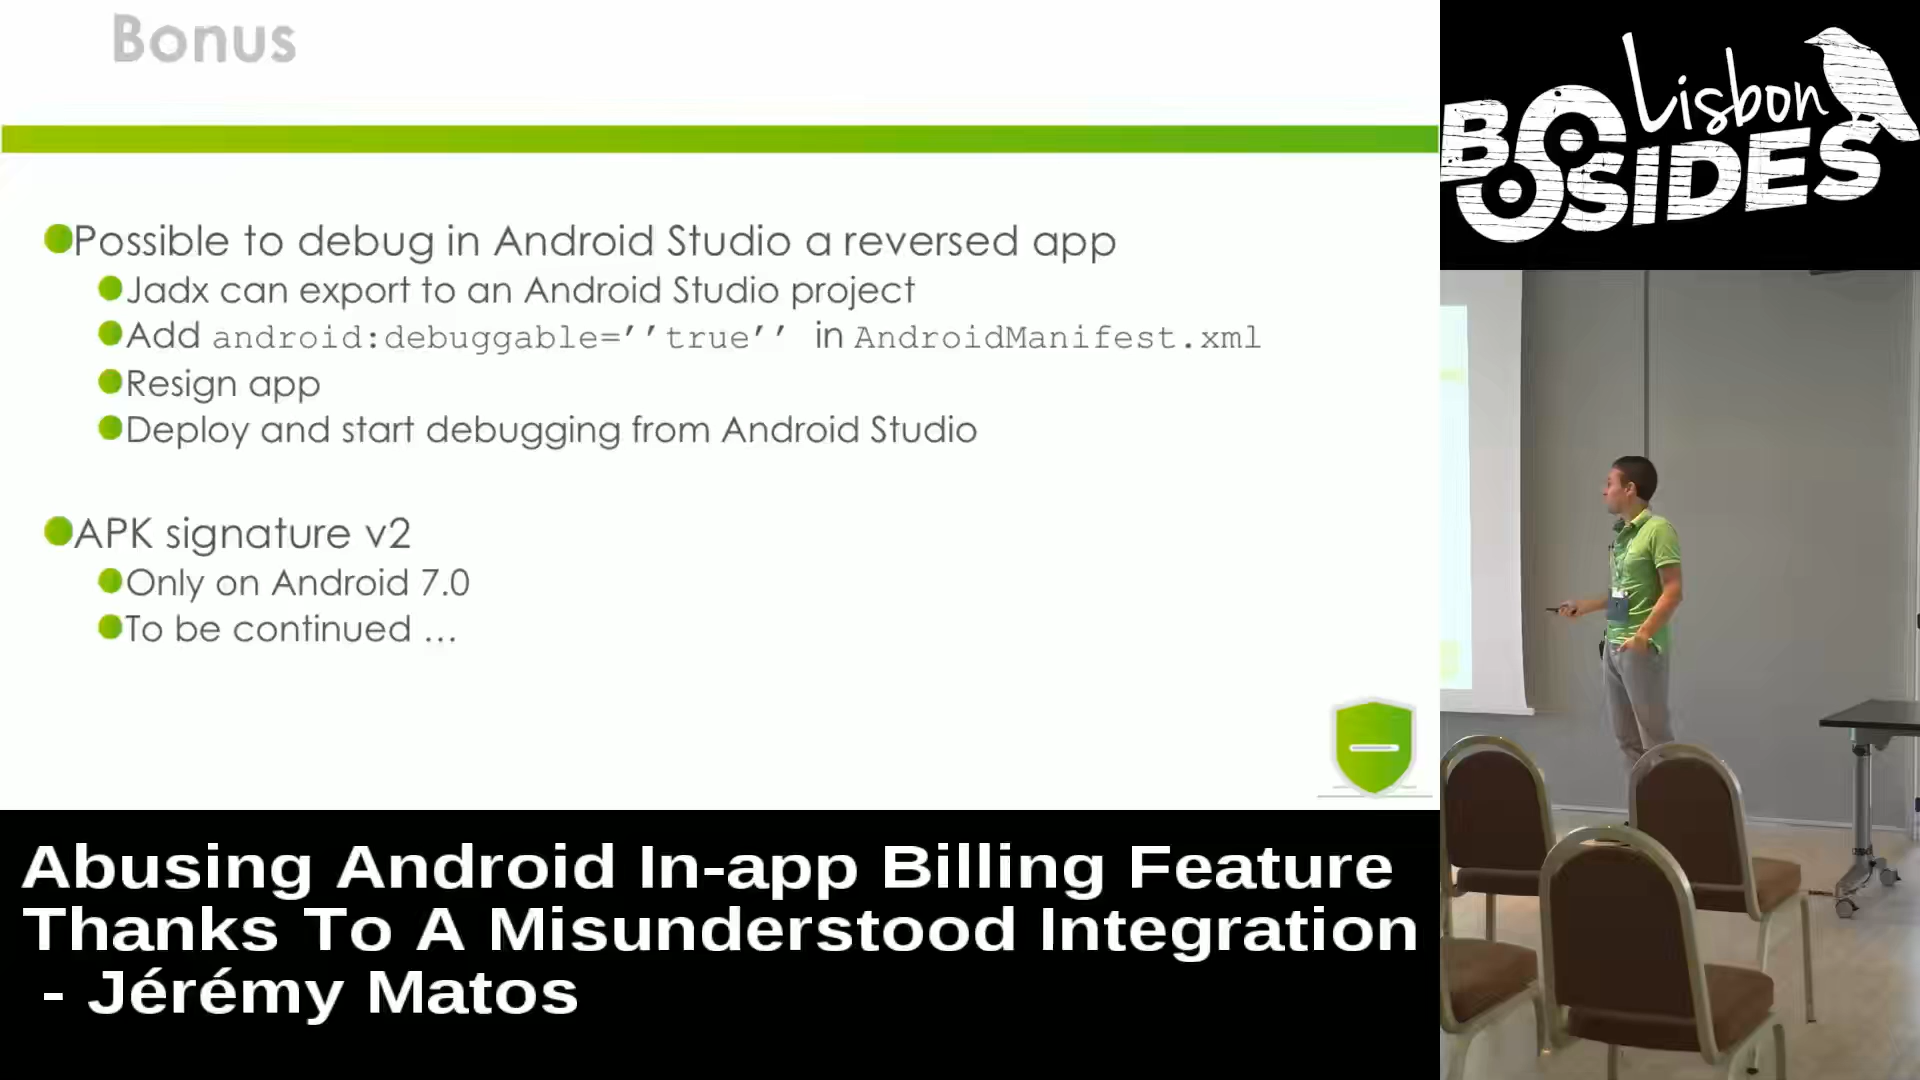 Bonus
Possible to debug in Android Studio a reversed app
Jadx can export to an Android Studio project
Add android:debuggable=’’true’’ in AndroidManifest.xml
Resign app
Deploy and start debugging from Android Studio
APK signature v2
Only on Android 7.0
To be continued …
Lisbon
BSIDES
Abusing Android In-app Billing Feature
Thanks To A Misunderstood Integration
- Jérémy Matos